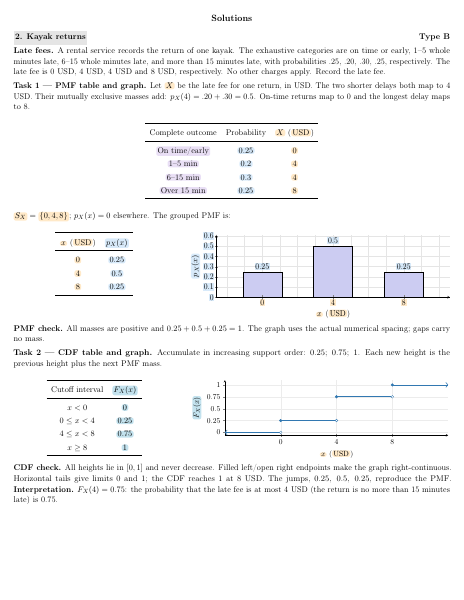 Solutions
2. Kayak returns Type B
Late fees. A rental service records the return of one kayak. The exhaustive categories are on time or early, 1–5 whole
minutes late, 6–15 whole minutes late, and more than 15 minutes late, with probabilities .25, .20, .30, .25, respectively. The
late fee is 0 USD, 4 USD, 4 USD and 8 USD, respectively. No other charges apply. Record the late fee.
Task 1 — PMF table and graph. Let X be the late fee for one return, in USD. The two shorter delays both map to 4
USD. Their mutually exclusive masses add: pX(4) = .20 + .30 = 0.5. On-time returns map to 0 and the longest delay maps
to 8.
Complete outcome Probability X (USD)
On time/early 0.25 0
1–5 min 0.2 4
6–15 min 0.3 4
Over 15 min 0.25 8
SX = {0, 4, 8}; pX(x) = 0 elsewhere. The grouped PMF is:
x (USD) pX(x)
0 0.25
4 0.5
8 0.25
pX(x)
0.6
0.5
0.4
0.3
0.2
0.1
0
0.25
0.5
0.25
0 4 8
x (USD)
PMF check. All masses are positive and 0.25 + 0.5 + 0.25 = 1. The graph uses the actual numerical spacing; gaps carry
no mass.
Task 2 — CDF table and graph. Accumulate in increasing support order: 0.25; 0.75; 1. Each new height is the
previous height plus the next PMF mass.
Cutoff interval FX(x)
x < 0 0
0 ≤ x < 4 0.25
4 ≤ x < 8 0.75
x ≥ 8 1
FX(x)
1
0.75
0.5
0.25
0
0 4 8
x (USD)
CDF check. All heights lie in [0, 1] and never decrease. Filled left/open right endpoints make the graph right-continuous.
Horizontal tails give limits 0 and 1; the CDF reaches 1 at 8 USD. The jumps, 0.25, 0.5, 0.25, reproduce the PMF.
Interpretation. FX(4) = 0.75: the probability that the late fee is at most 4 USD (the return is no more than 15 minutes
late) is 0.75.